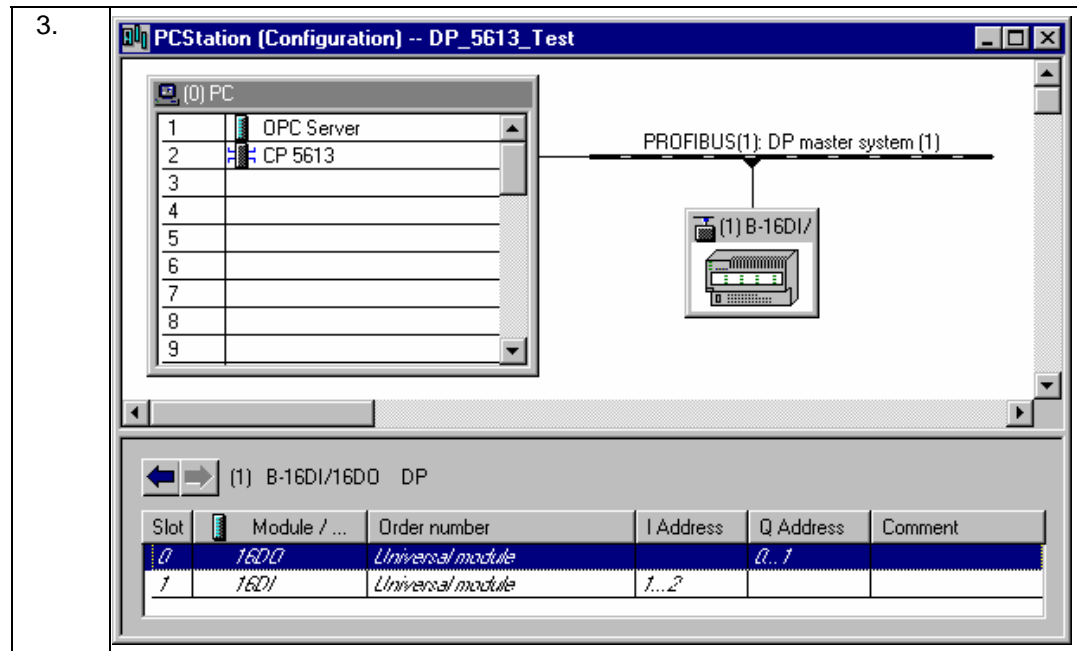 3.
PCStation (Configuration) -- DP_5613_Test
(0) PC
1 OPC Server
2 CP 5613
3
4
5
6
7
8
9
PROFIBUS(1): DP master system (1)
(1) B-16DI/
(1) B-16DI/16DO DP
Slot Module / ... Order number I Address Q Address Comment
0 16DO Universal module 0...1
1 16DI Universal module 1...2